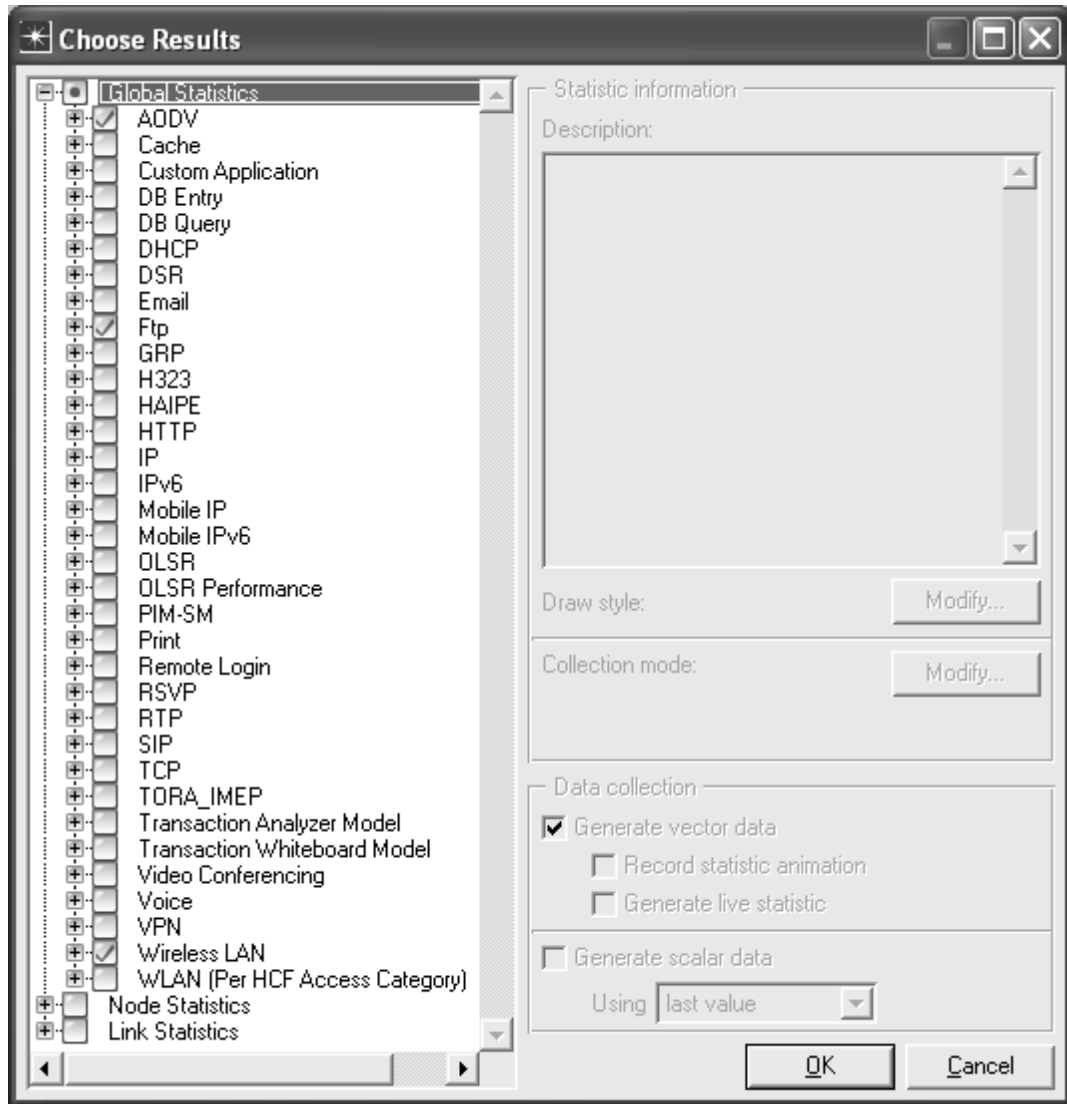 Choose Results
Global Statistics
AODV
Cache
Custom Application
DB Entry
DB Query
DHCP
DSR
Email
Ftp
GRP
H323
HAIPE
HTTP
IP
IPv6
Mobile IP
Mobile IPv6
OLSR
OLSR Performance
PIM-SM
Print
Remote Login
RSVP
RTP
SIP
TCP
TORA_IMEP
Transaction Analyzer Model
Transaction Whiteboard Model
Video Conferencing
Voice
VPN
Wireless LAN
WLAN (Per HCF Access Category)
Node Statistics
Link Statistics
Statistic information
Description:
Draw style:
Modify...
Collection mode:
Modify...
Data collection
Generate vector data
Record statistic animation
Generate live statistic
Generate scalar data
Using last value
OK
Cancel